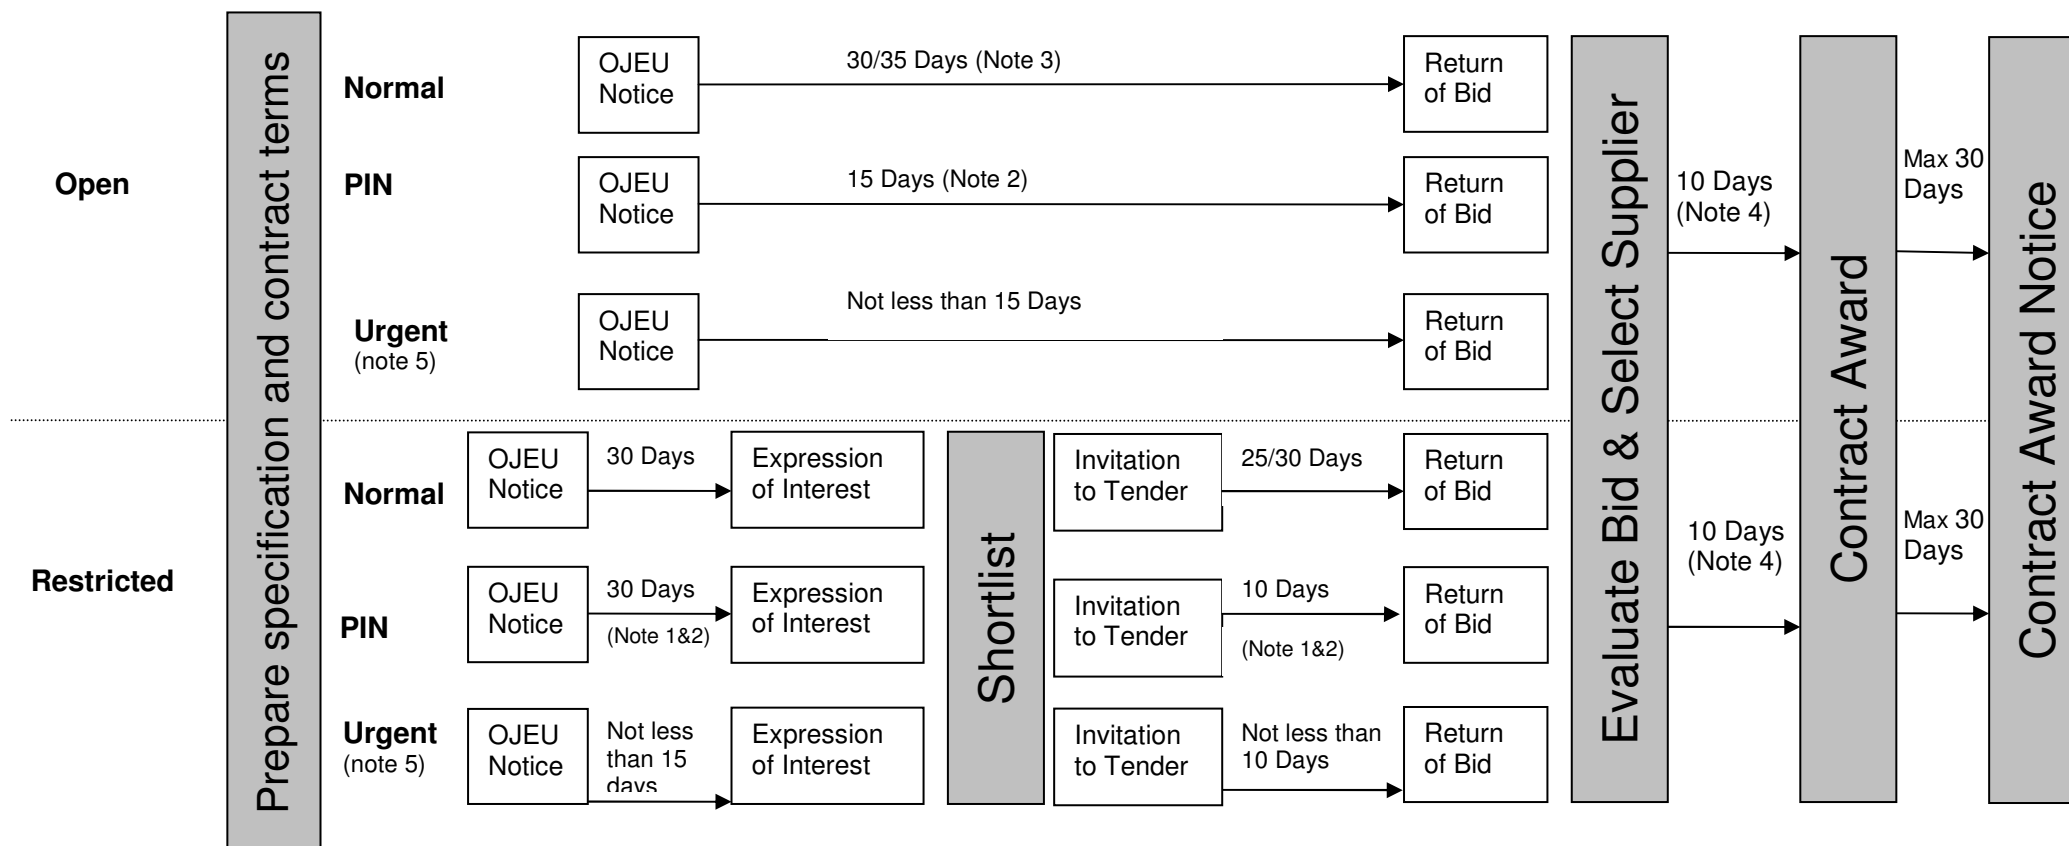 Prepare specification and contract terms
Open
Normal
OJEU
Notice
30/35 Days (Note 3)
Return
of Bid
PIN
OJEU
Notice
15 Days (Note 2)
Return
of Bid
Urgent
(note 5)
OJEU
Notice
Not less than 15 Days
Return
of Bid
Restricted
Normal
OJEU
Notice
30 Days
Expression
of Interest
Shortlist
Invitation
to Tender
25/30 Days
Return
of Bid
PIN
OJEU
Notice
30 Days
(Note 1&2)
Expression
of Interest
Invitation
to Tender
10 Days
(Note 1&2)
Return
of Bid
Urgent
(note 5)
OJEU
Notice
Not less
than 15
days
Expression
of Interest
Invitation
to Tender
Not less than
10 Days
Return
of Bid
Evaluate Bid & Select Supplier
10 Days
(Note 4)
10 Days
(Note 4)
Contract Award
Max 30
Days
Max 30
Days
Contract Award Notice